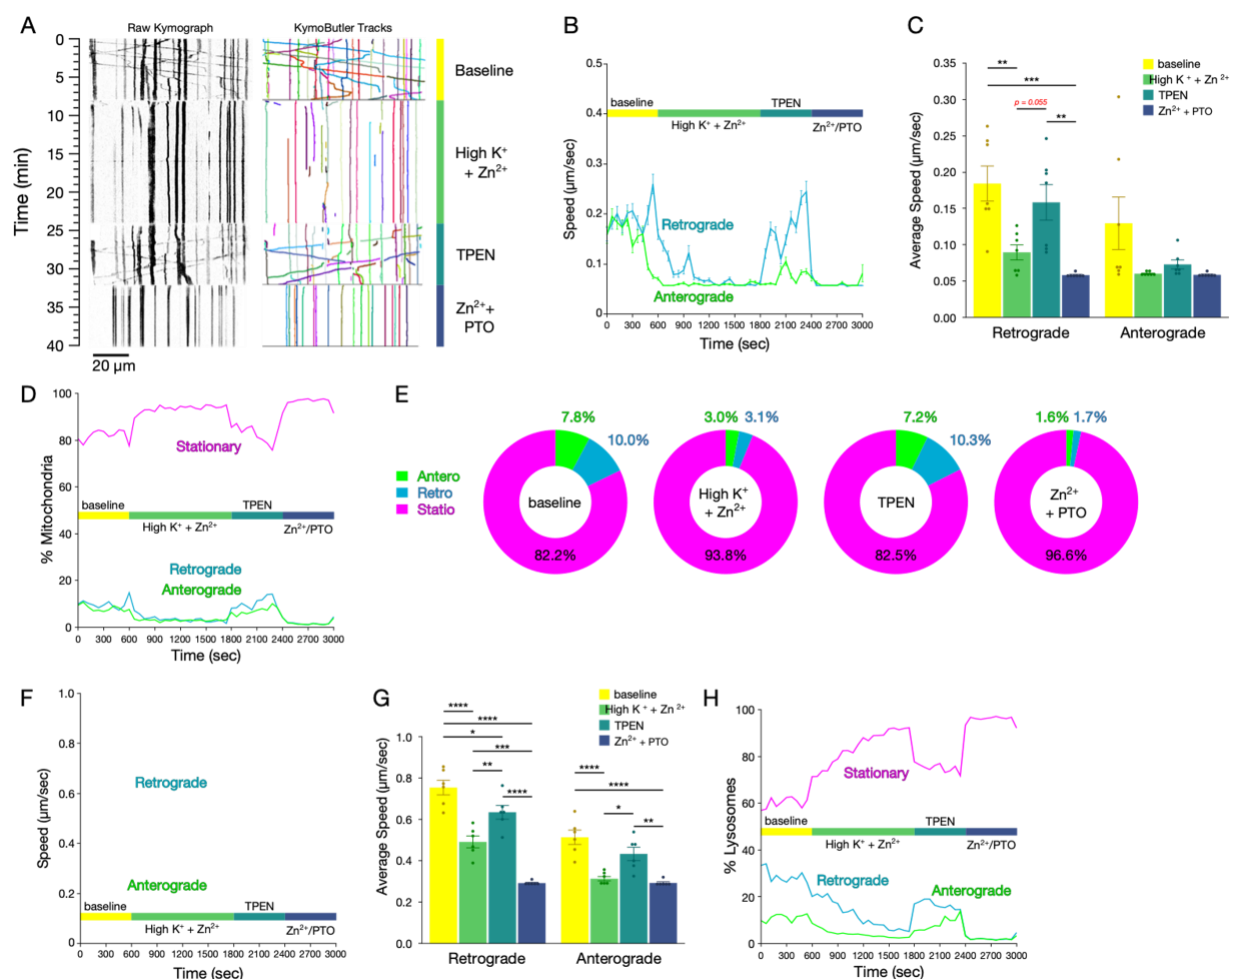 A
Raw Kymograph
KymoButler Tracks
Time (min)
0
5
10
15
20
25
30
35
40
Baseline
High K⁺
+ Zn²⁺
TPEN
Zn²⁺+
PTO
20 µm
B
Speed (µm/sec)
0.5
0.4
0.3
0.2
0.1
0
baseline
TPEN
High K⁺ + Zn²⁺
Zn²⁺/PTO
Retrograde
Anterograde
0 300 600 900 1200 1500 1800 2100 2400 2700 3000
Time (sec)
C
baseline
High K⁺ + Zn²⁺
TPEN
Zn²⁺ + PTO
Average Speed (µm/sec)
0.35
0.30
0.25
0.20
0.15
0.10
0.05
0.00
**
***
p = 0.055
**
Retrograde
Anterograde
D
% Mitochondria
100
80
60
40
20
0
Stationary
baseline
TPEN
High K⁺ + Zn²⁺
Zn²⁺/PTO
Retrograde
Anterograde
0 300 600 900 1200 1500 1800 2100 2400 2700 3000
Time (sec)
E
Antero
Retro
Statio
7.8%
10.0%
baseline
82.2%
3.0%
3.1%
High K⁺
+ Zn²⁺
93.8%
7.2%
10.3%
TPEN
82.5%
1.6%
1.7%
Zn²⁺
+ PTO
96.6%
F
Speed (µm/sec)
1.0
0.8
0.6
0.4
0.2
0
Retrograde
Anterograde
baseline
TPEN
High K⁺ + Zn²⁺
Zn²⁺/PTO
0 300 600 900 1200 1500 1800 2100 2400 2700 3000
Time (sec)
G
baseline
High K⁺ + Zn²⁺
TPEN
Zn²⁺ + PTO
Average Speed (µm/sec)
1.0
0.8
0.6
0.4
0.2
0.0
****
****
*
***
**
****
****
****
*
**
Retrograde
Anterograde
H
% Lysosomes
100
80
60
40
20
0
Stationary
baseline
TPEN
High K⁺ + Zn²⁺
Zn²⁺/PTO
Retrograde
Anterograde
0 300 600 900 1200 1500 1800 2100 2400 2700 3000
Time (sec)